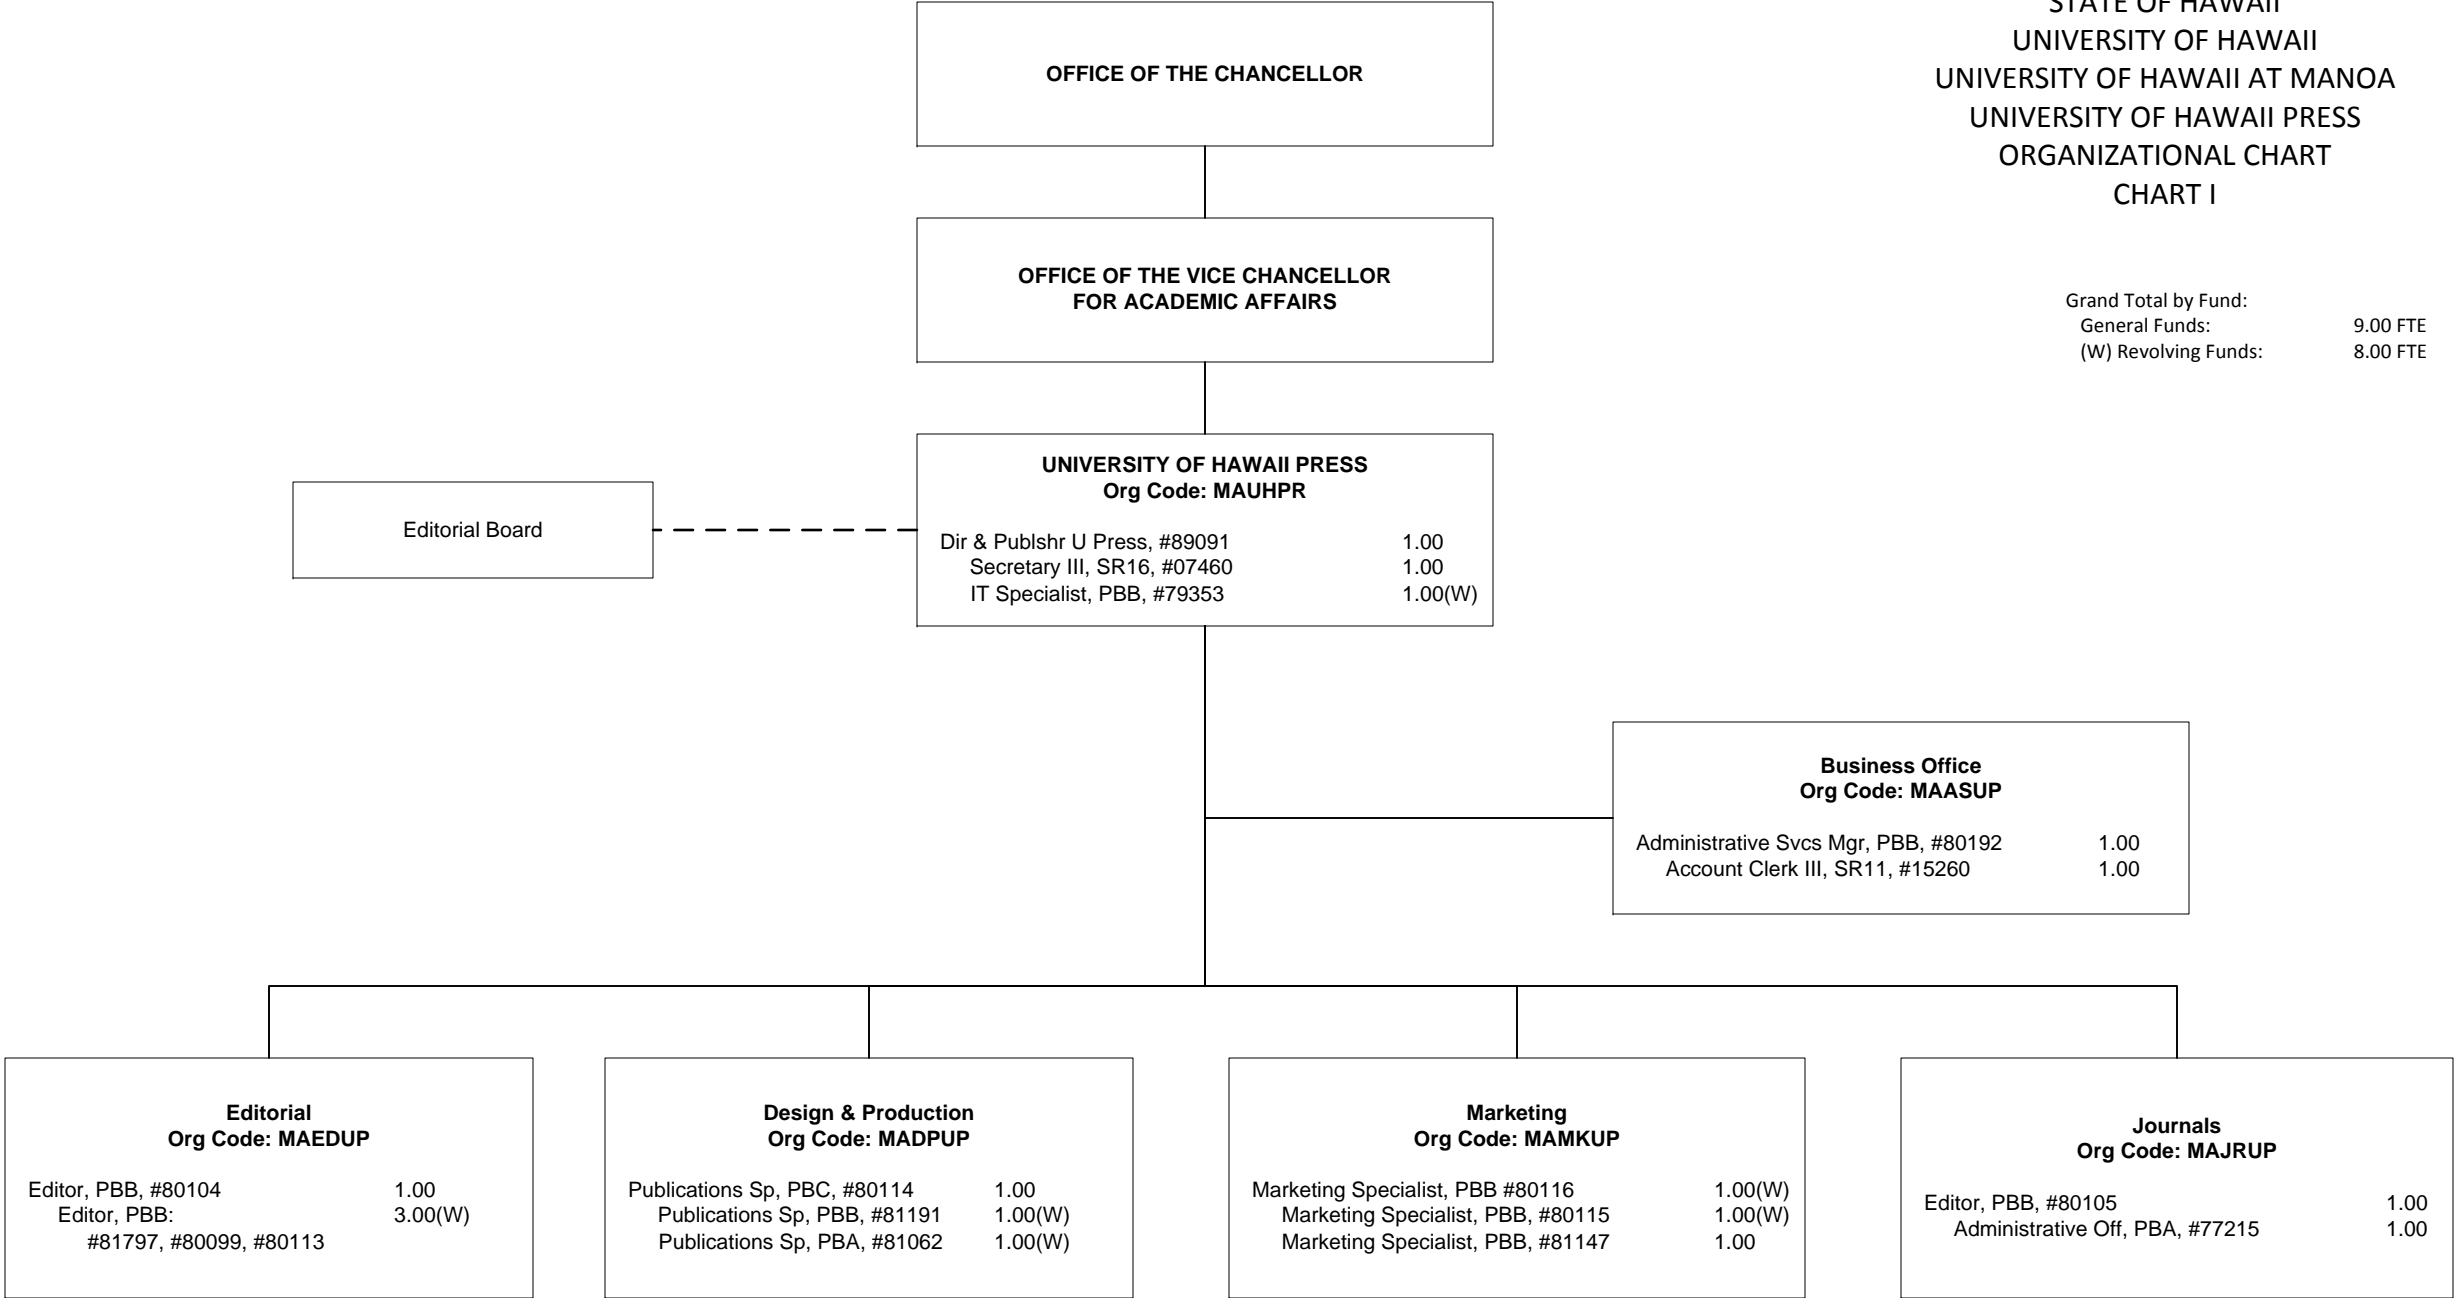 STATE OF HAWAII
UNIVERSITY OF HAWAII
UNIVERSITY OF HAWAII AT MANOA
UNIVERSITY OF HAWAII PRESS
ORGANIZATIONAL CHART
CHART I
Grand Total by Fund:
General Funds: 9.00 FTE
(W) Revolving Funds: 8.00 FTE
OFFICE OF THE CHANCELLOR
OFFICE OF THE VICE CHANCELLOR
FOR ACADEMIC AFFAIRS
UNIVERSITY OF HAWAII PRESS
Org Code: MAUHPR
Dir & Publshr U Press, #89091 1.00
Secretary III, SR16, #07460 1.00
IT Specialist, PBB, #79353 1.00(W)
Editorial Board
Business Office
Org Code: MAASUP
Administrative Svcs Mgr, PBB, #80192 1.00
Account Clerk III, SR11, #15260 1.00
Editorial
Org Code: MAEDUP
Editor, PBB, #80104 1.00
Editor, PBB: 3.00(W)
#81797, #80099, #80113
Design & Production
Org Code: MADPUP
Publications Sp, PBC, #80114 1.00
Publications Sp, PBB, #81191 1.00(W)
Publications Sp, PBA, #81062 1.00(W)
Marketing
Org Code: MAMKUP
Marketing Specialist, PBB #80116 1.00(W)
Marketing Specialist, PBB, #80115 1.00(W)
Marketing Specialist, PBB, #81147 1.00
Journals
Org Code: MAJRUP
Editor, PBB, #80105 1.00
Administrative Off, PBA, #77215 1.00